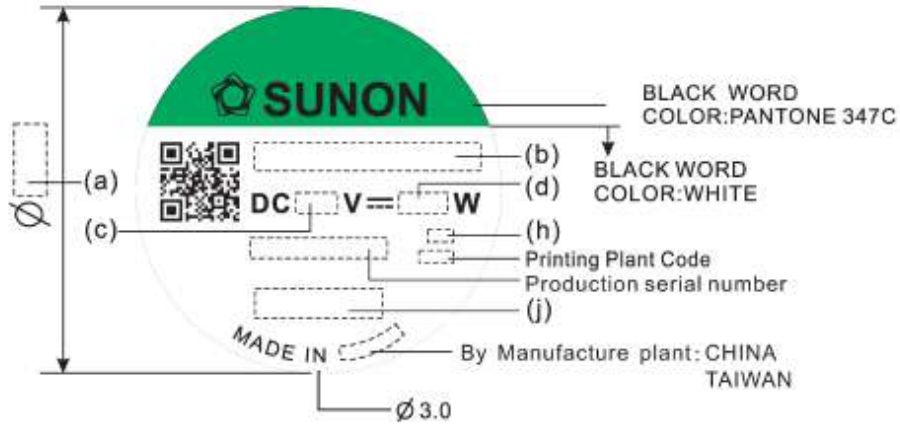 SUNON
BLACK WORD
COLOR:PANTONE 347C
(a)
Ø
(b)
BLACK WORD
COLOR:WHITE
(d)
DC V W
(c)
(h)
Printing Plant Code
Production serial number
(j)
MADE IN
By Manufacture plant: CHINA
TAIWAN
Ø 3.0